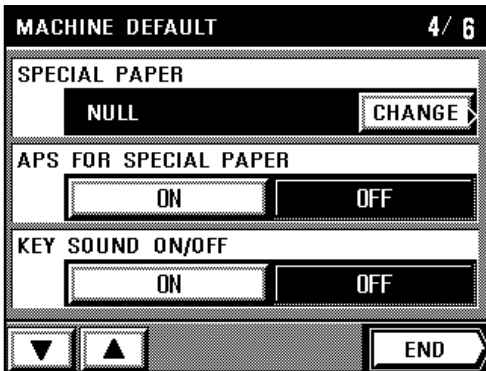 MACHINE DEFAULT 4/ 6
SPECIAL PAPER
NULL CHANGE
APS FOR SPECIAL PAPER
ON OFF
KEY SOUND ON/OFF
ON OFF
END